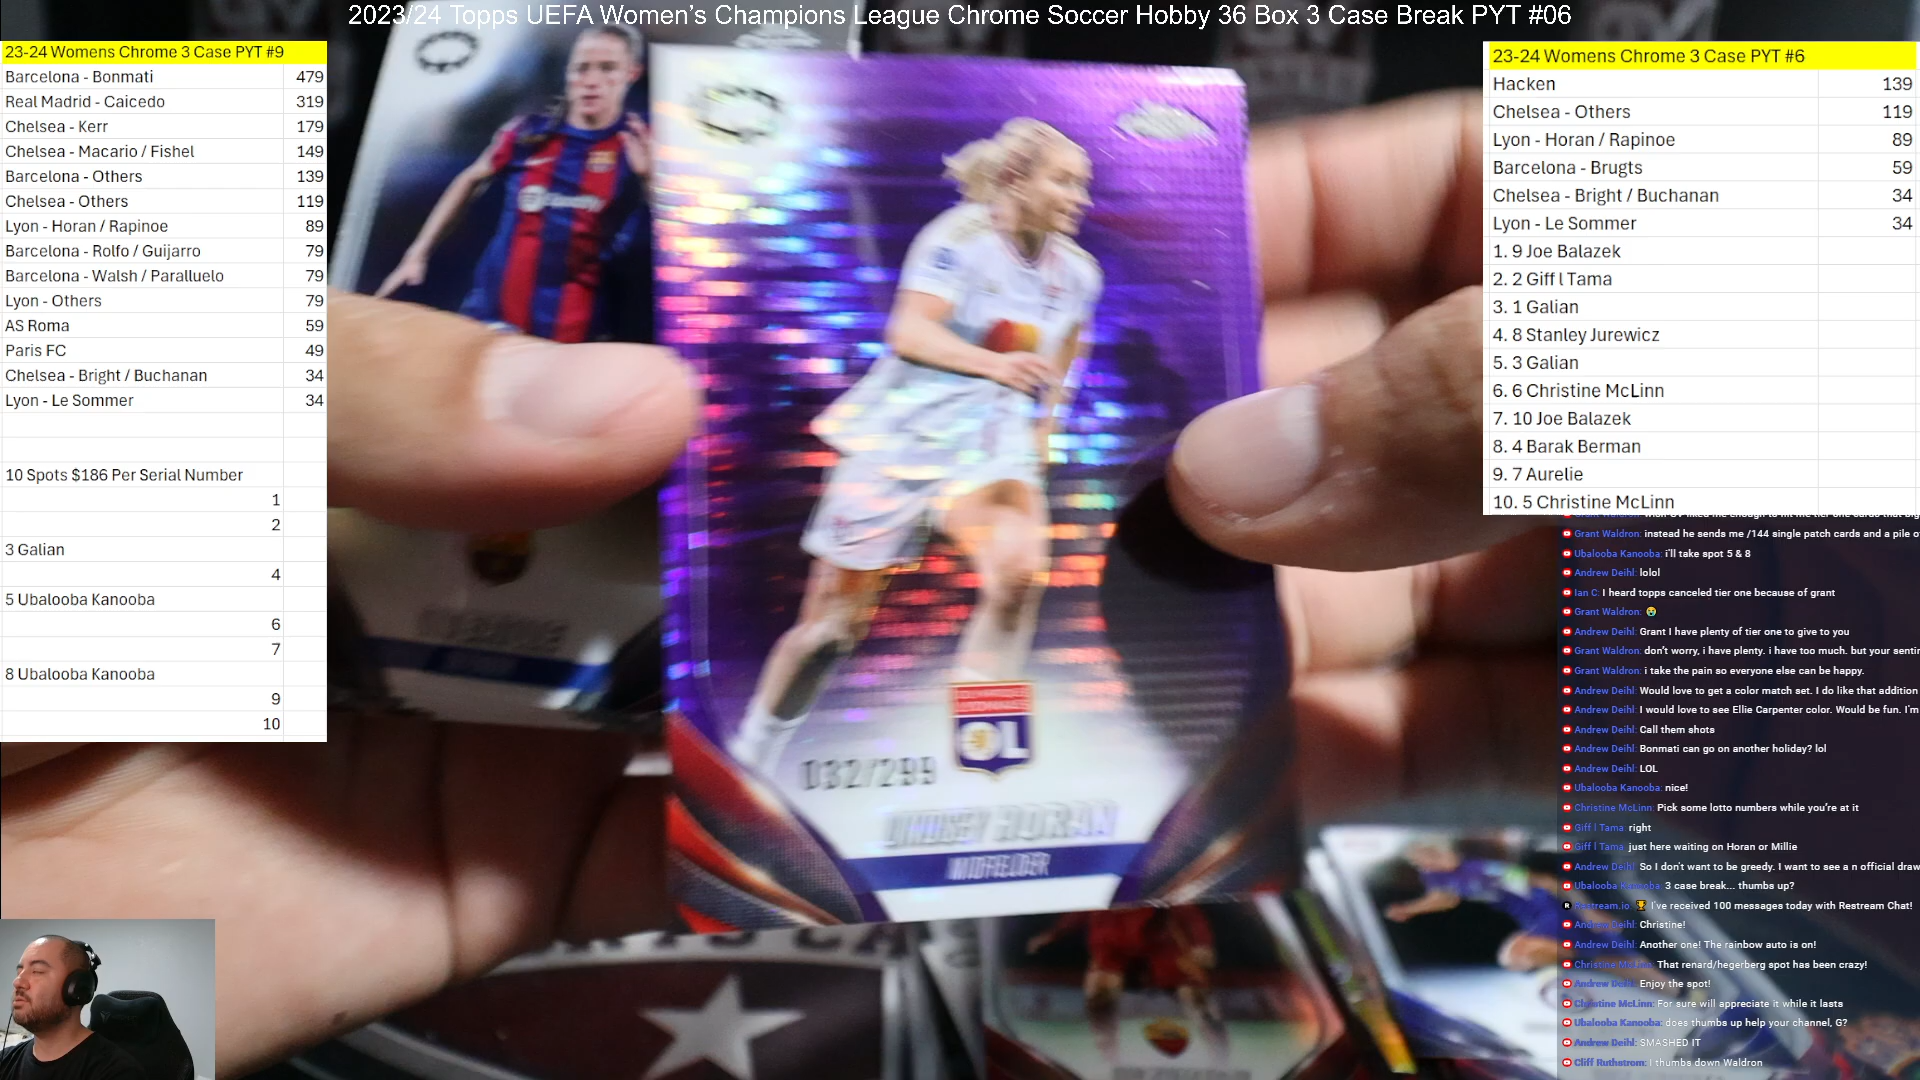 2023/24 Topps UEFA Women's Champions League Chrome Soccer Hobby 36 Box 3 Case Break PYT #06
23-24 Womens Chrome 3 Case PYT #9
Barcelona - Bonmati 479
Real Madrid - Caicedo 319
Chelsea - Kerr 179
Chelsea - Macario / Fishel 149
Barcelona - Others 139
Chelsea - Others 119
Lyon - Horan / Rapinoe 89
Barcelona - Rolfo / Guijarro 79
Barcelona - Walsh / Paralluelo 79
Lyon - Others 79
AS Roma 59
Paris FC 49
Chelsea - Bright / Buchanan 34
Lyon - Le Sommer 34
10 Spots $186 Per Serial Number
1
2
3 Galian
4
5 Ubalooba Kanooba
6
7
8 Ubalooba Kanooba
9
10
032/299
OL
LINDSEY HORAN
MIDFIELDER
23-24 Womens Chrome 3 Case PYT #6
Hacken 139
Chelsea - Others 119
Lyon - Horan / Rapinoe 89
Barcelona - Brugts 59
Chelsea - Bright / Buchanan 34
Lyon - Le Sommer 34
1. 9 Joe Balazek
2. 2 Giff l Tama
3. 1 Galian
4. 8 Stanley Jurewicz
5. 3 Galian
6. 6 Christine McLinn
7. 10 Joe Balazek
8. 4 Barak Berman
9. 7 Aurelie
10. 5 Christine McLinn
Grant Waldron: instead he sends me /144 single patch cards and a pile
Ubalooba Kanooba: i'll take spot 5 & 8
Andrew Deihl: lolol
Ian C: I heard topps canceled tier one because of grant
Grant Waldron: 😭
Andrew Deihl: Grant I have plenty of tier one to give to you
Grant Waldron: don't worry, i have plenty. i have too much. but your
Grant Waldron: i take the pain so everyone else can be happy.
Andrew Deihl: Would love to get a color match set. I do like that addition
Andrew Deihl: I would love to see Ellie Carpenter color. Would be fun. I'm
Andrew Deihl: Call them shots
Andrew Deihl: Bonmati can go on another holiday? lol
Andrew Deihl: LOL
Ubalooba Kanooba: nice!
Christine McLinn: Pick some lotto numbers while you're at it
Giff l Tama: right
Giff l Tama: just here waiting on Horan or Millie
Andrew Deihl: So I don't want to be greedy. I want to see a n official
Ubalooba Kanooba: 3 case break... thumbs up?
Restream.io: 🏆 I've received 100 messages today with Restream Chat!
Andrew Deihl: Christine!
Andrew Deihl: Another one! The rainbow auto is on!
Christine McLinn: That renard/hegerberg spot has been crazy!
Andrew Deihl: Enjoy the spot!
Christine McLinn: For sure will appreciate it while it lasts
Ubalooba Kanooba: does thumbs up help your channel, G?
Andrew Deihl: SMASHED IT
Cliff Ruthstrom: I thumbs down Waldron